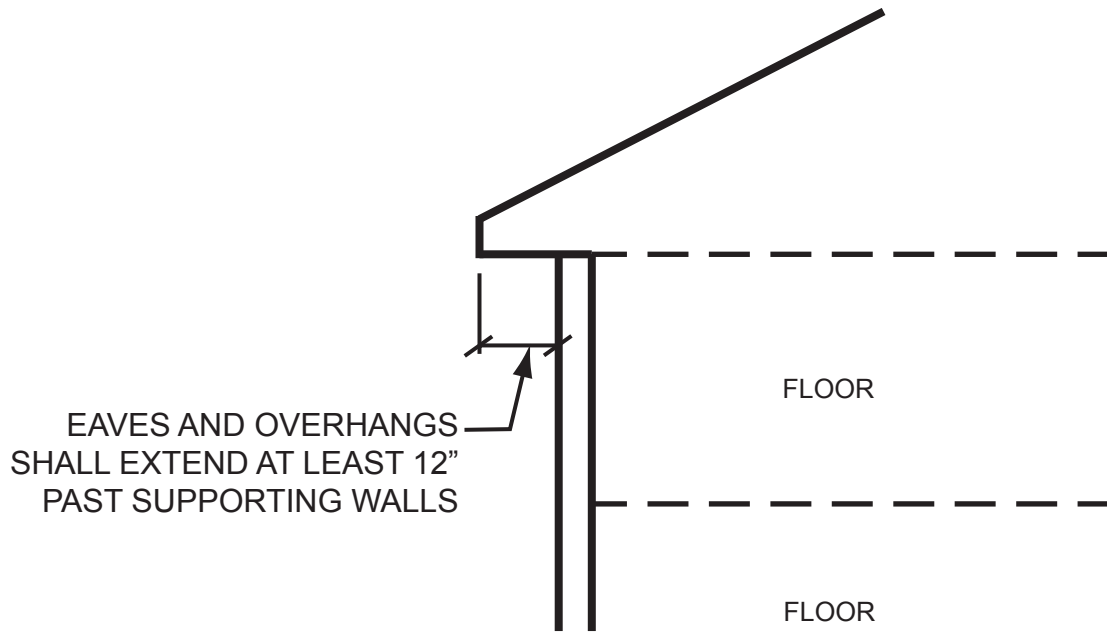 FLOOR
EAVES AND OVERHANGS
SHALL EXTEND AT LEAST 12”
PAST SUPPORTING WALLS
FLOOR